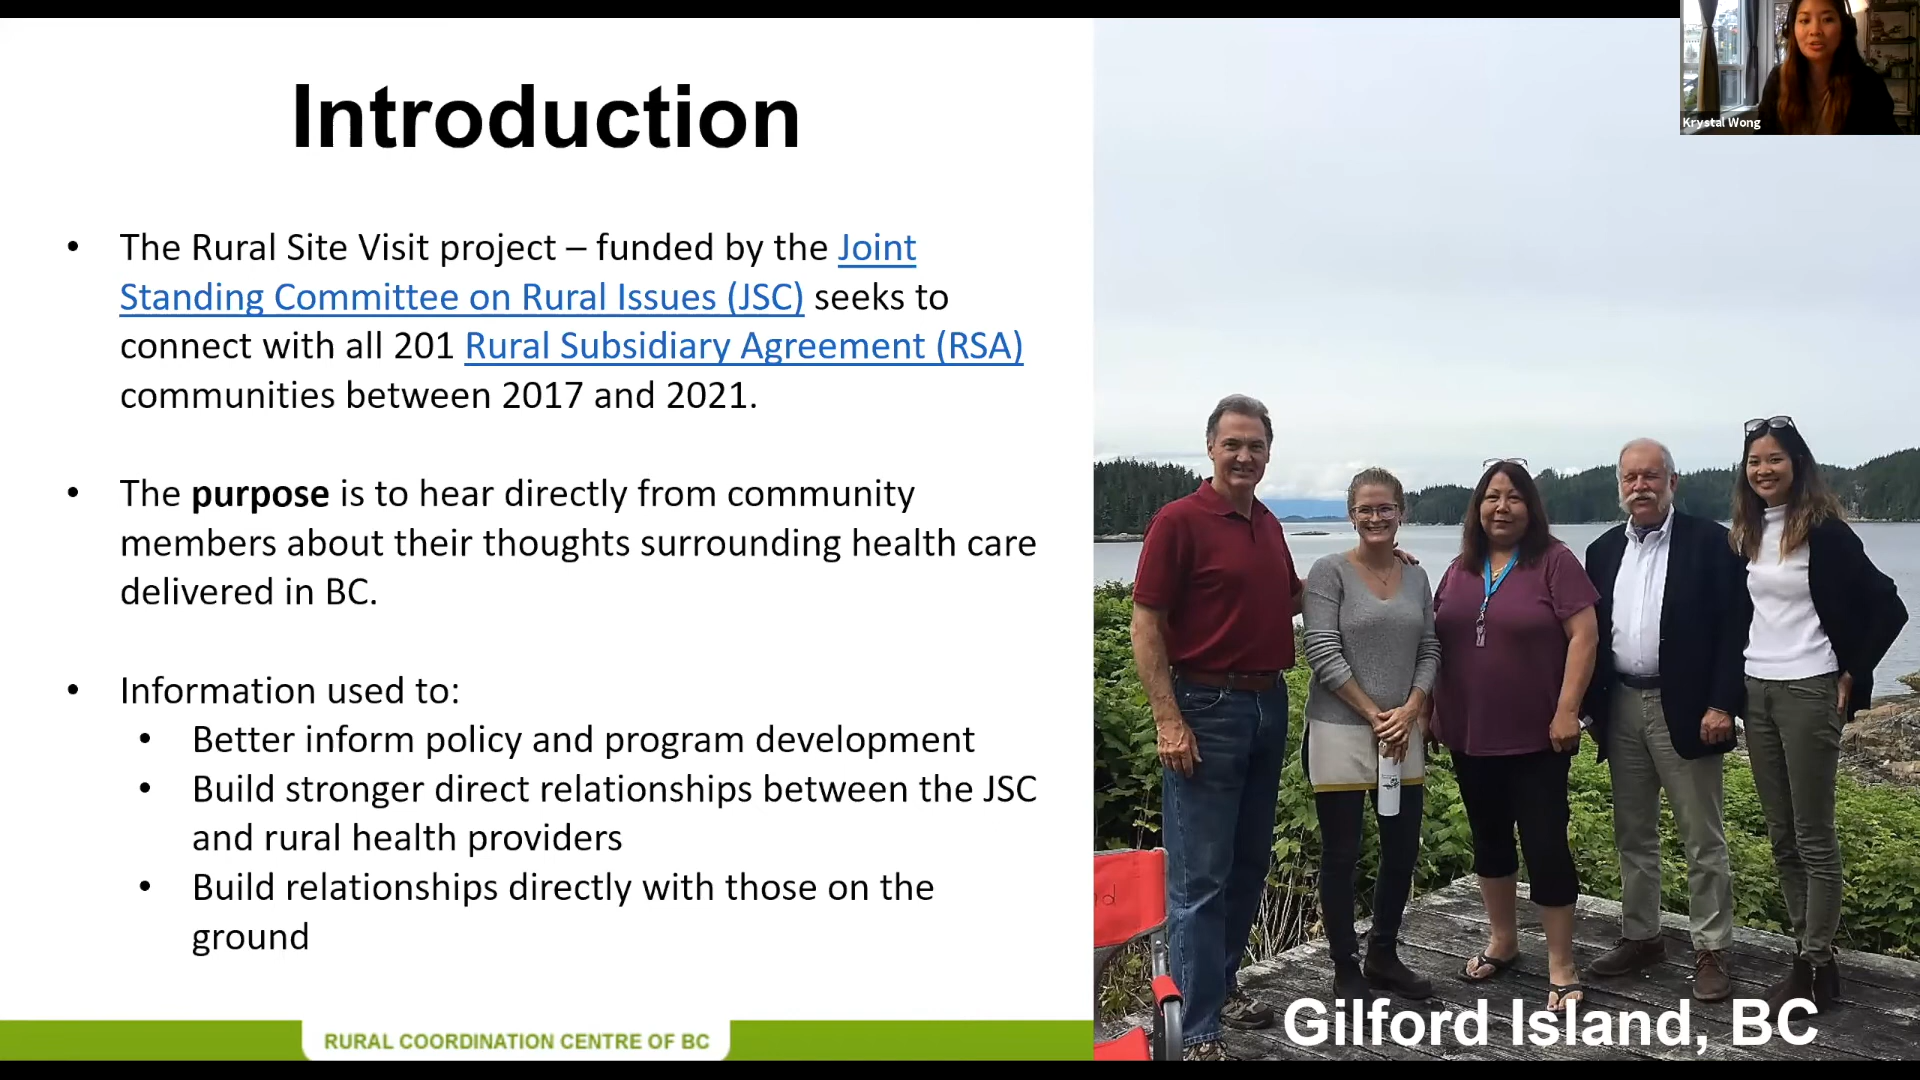 Introduction
• The Rural Site Visit project – funded by the Joint
Standing Committee on Rural Issues (JSC) seeks to
connect with all 201 Rural Subsidiary Agreement (RSA)
communities between 2017 and 2021.
• The purpose is to hear directly from community
members about their thoughts surrounding health care
delivered in BC.
• Information used to:
• Better inform policy and program development
• Build stronger direct relationships between the JSC
and rural health providers
• Build relationships directly with those on the
ground
RURAL COORDINATION CENTRE OF BC
Krystal Wong
Gilford Island, BC